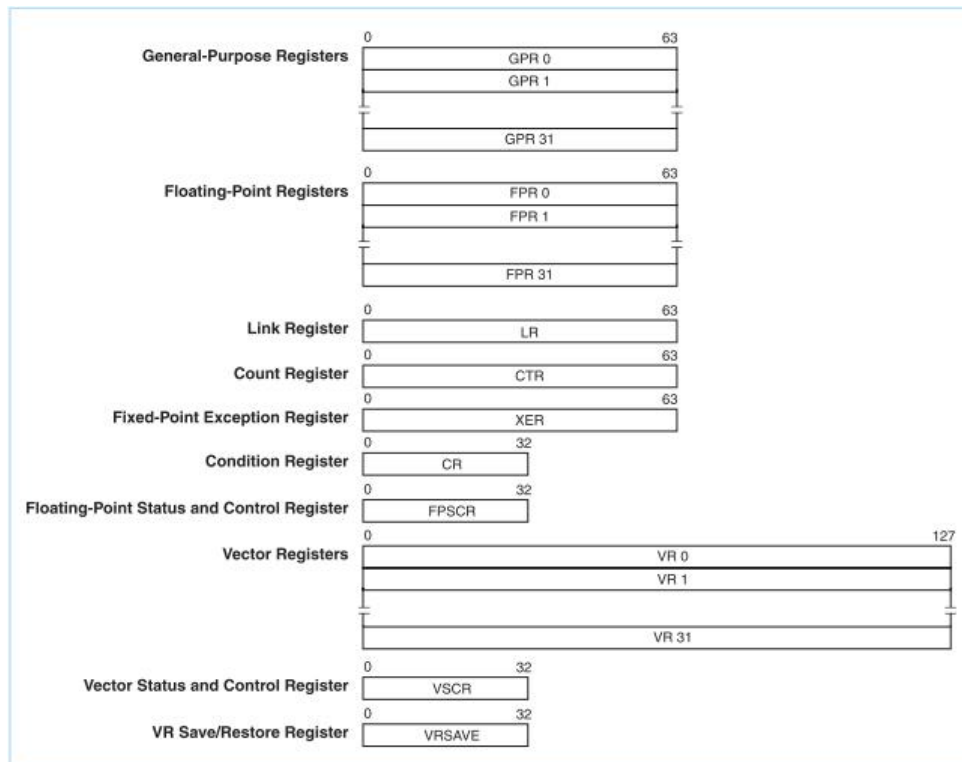 0 63
General-Purpose Registers GPR 0
GPR 1
GPR 31
0 63
Floating-Point Registers FPR 0
FPR 1
FPR 31
0 63
Link Register LR
0 63
Count Register CTR
0 63
Fixed-Point Exception Register XER
0 32
Condition Register CR
0 32
Floating-Point Status and Control Register FPSCR
0 127
Vector Registers VR 0
VR 1
VR 31
0 32
Vector Status and Control Register VSCR
0 32
VR Save/Restore Register VRSAVE